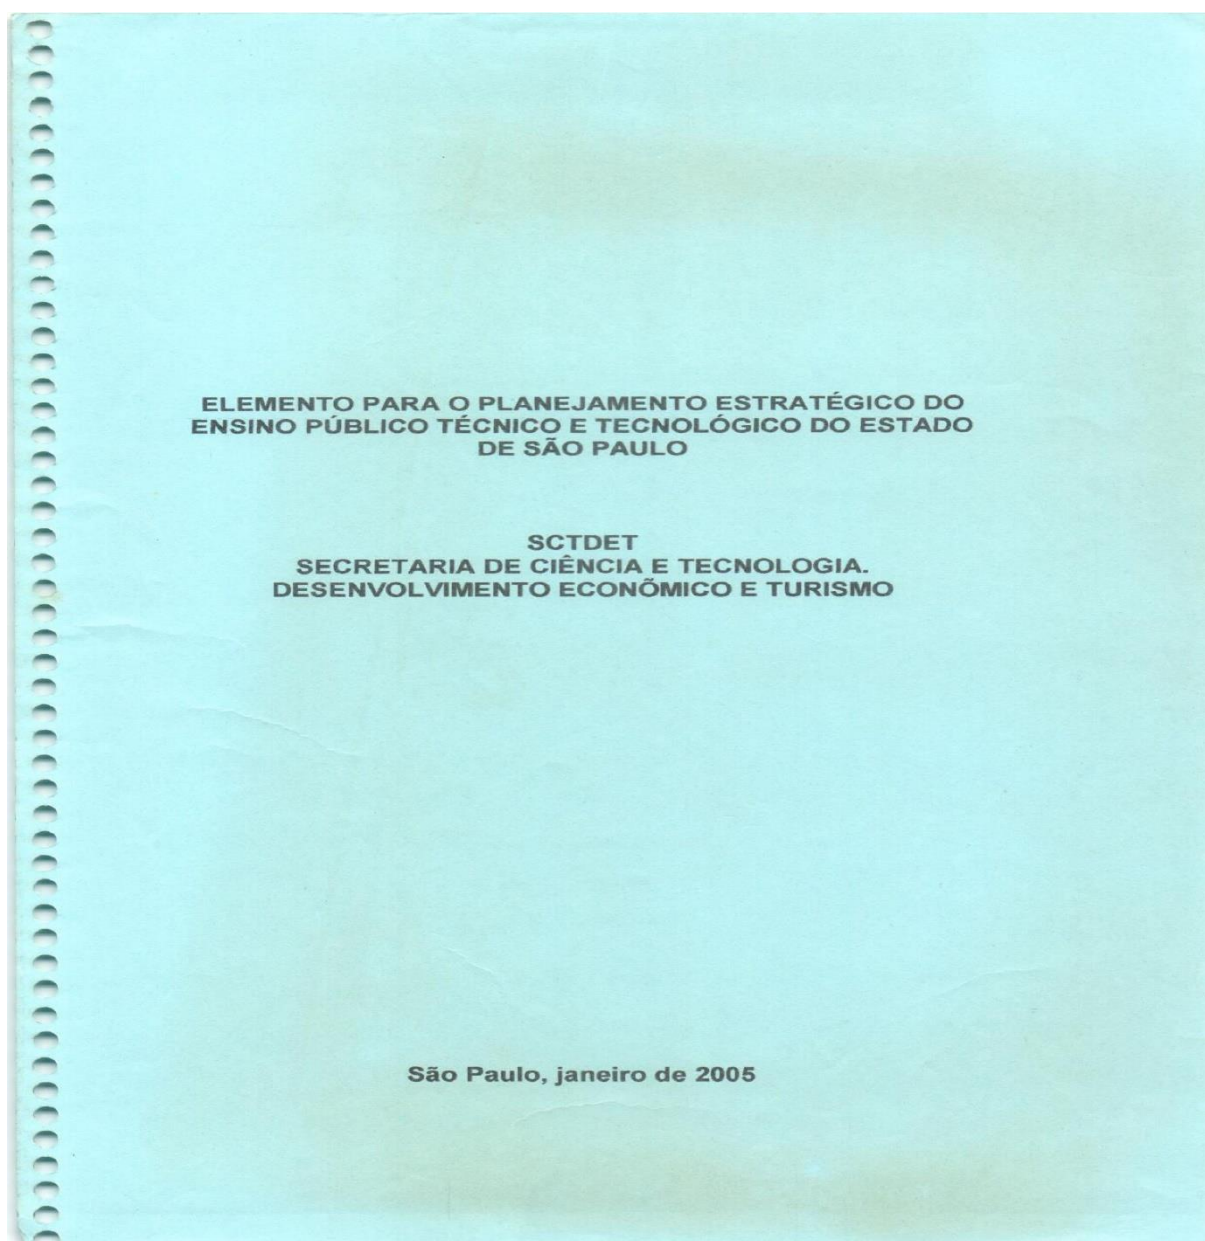 ELEMENTO PARA O PLANEJAMENTO ESTRATÉGICO DO
ENSINO PÚBLICO TÉCNICO E TECNOLÓGICO DO ESTADO
DE SÃO PAULO
SCTDET
SECRETARIA DE CIÊNCIA E TECNOLOGIA.
DESENVOLVIMENTO ECONÕMICO E TURISMO
São Paulo, janeiro de 2005